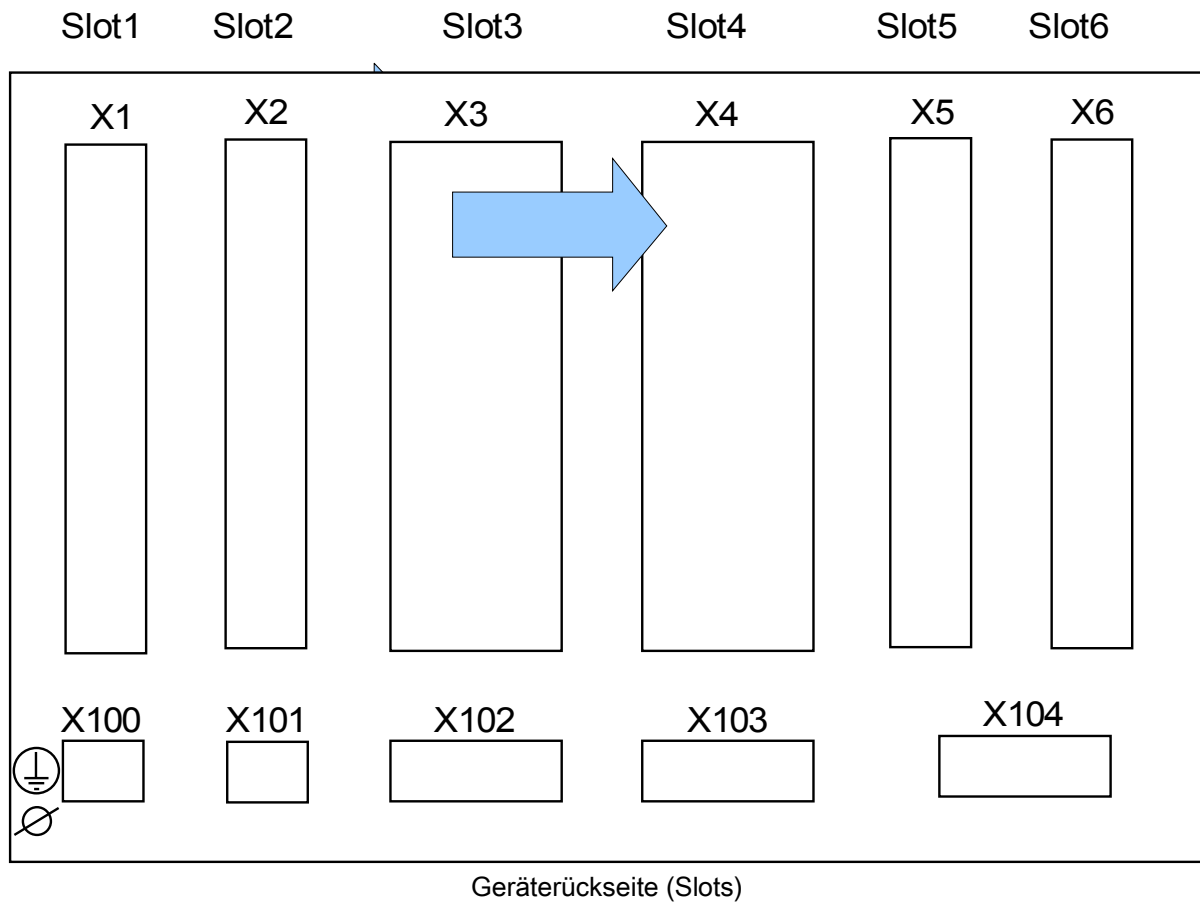 Slot1 Slot2 Slot3 Slot4 Slot5 Slot6
X1 X2 X3 X4 X5 X6
X100 X101 X102 X103 X104
Geräterückseite (Slots)